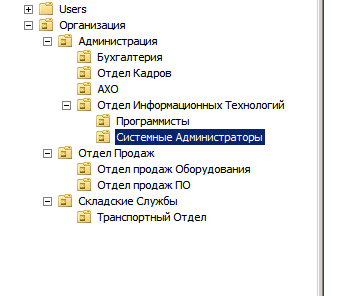 Users
Организация
Администрация
Бухгалтерия
Отдел Кадров
АХО
Отдел Информационных Технологий
Программисты
Системные Администраторы
Отдел Продаж
Отдел продаж Оборудования
Отдел продаж ПО
Складские Службы
Транспортный Отдел